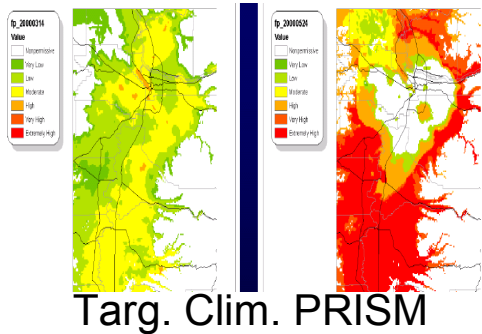 fp_20000314
Value
Nonpermissive
Very Low
Low
Moderate
High
Very High
Extremely High
fp_20000524
Value
Nonpermissive
Very Low
Low
Moderate
High
Very High
Extremely High
Targ. Clim. PRISM